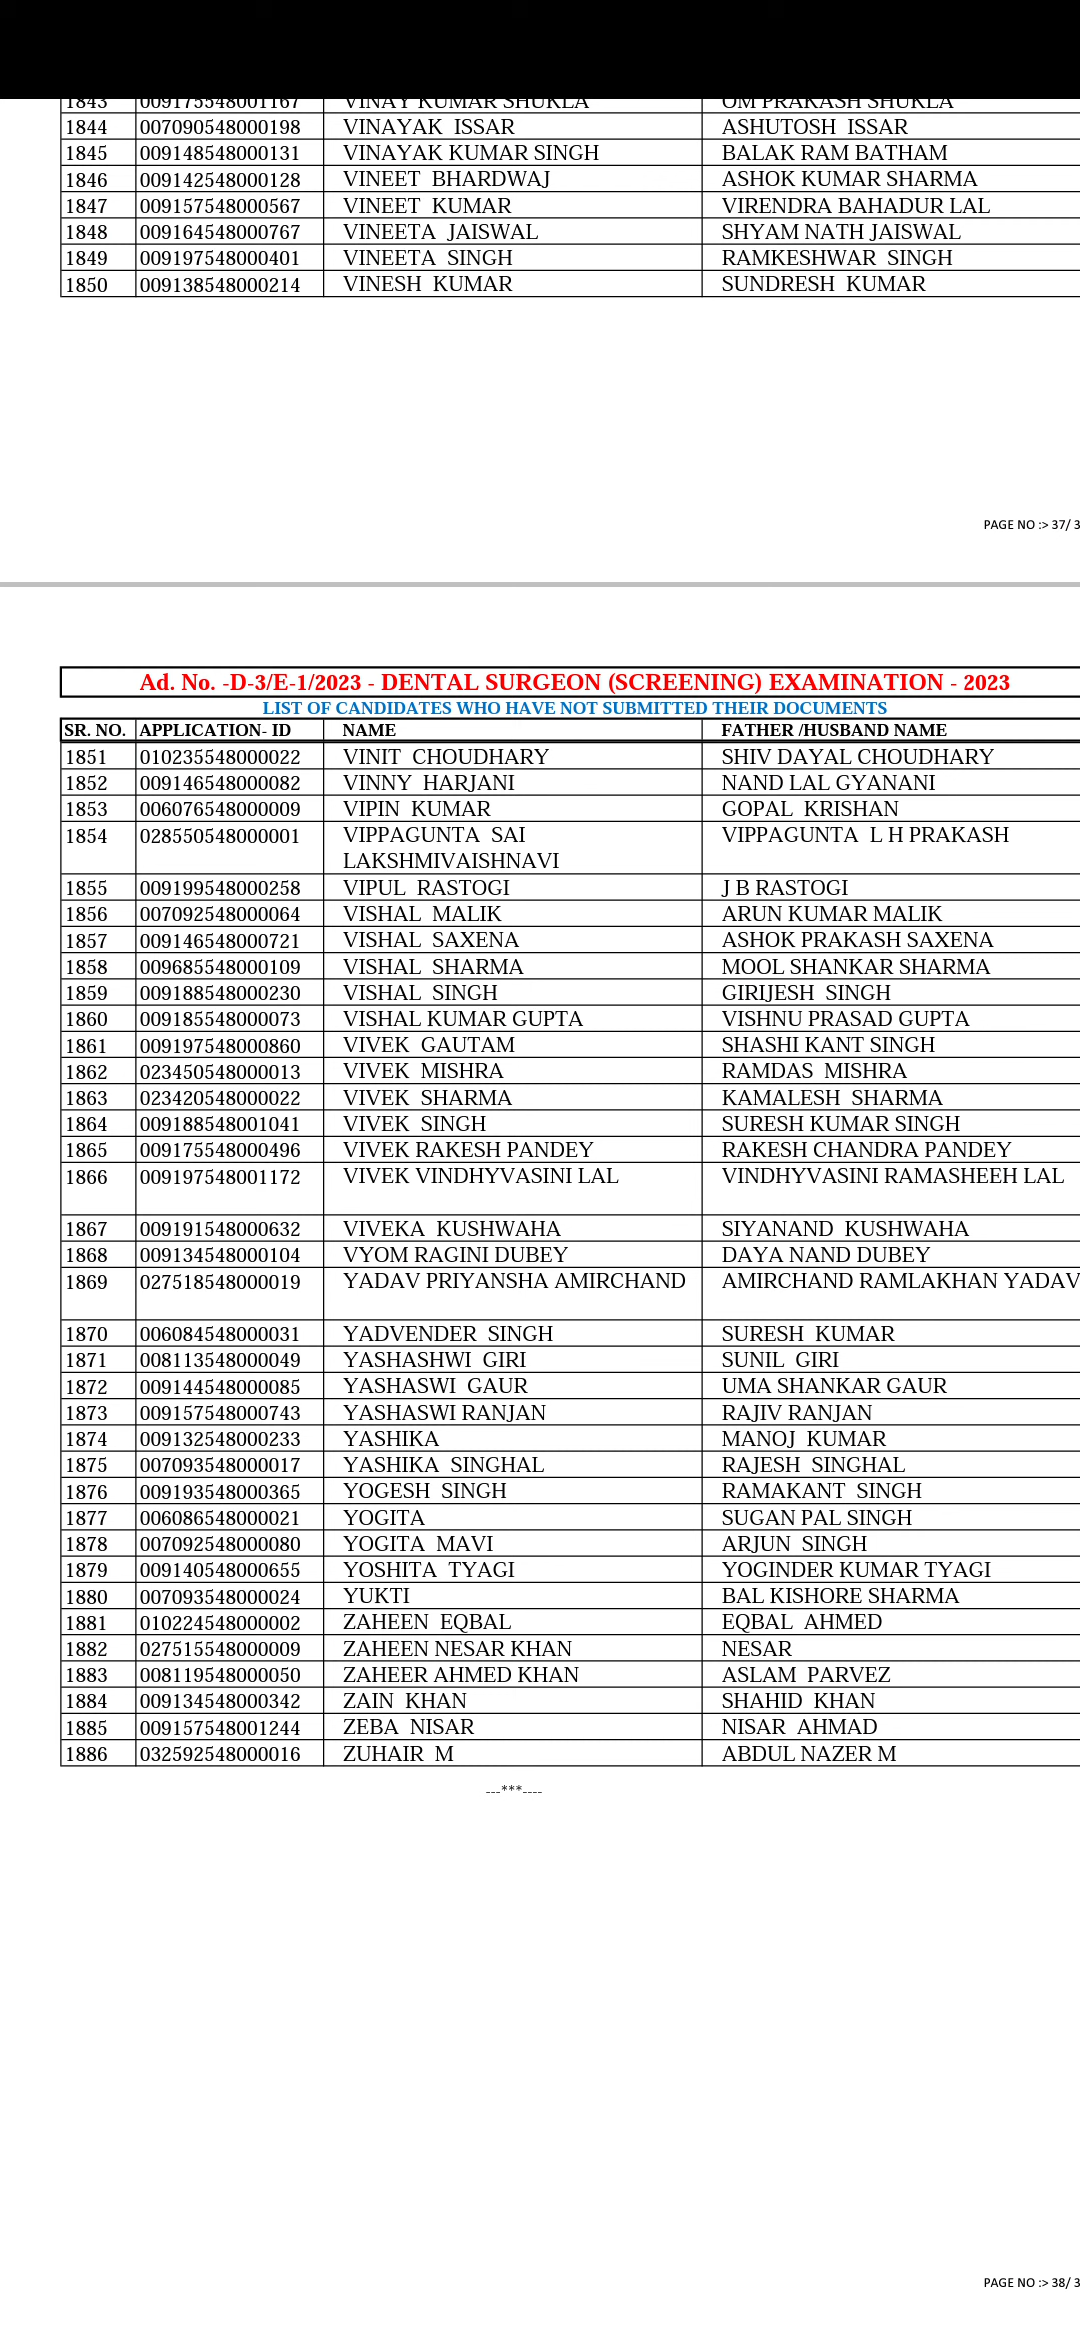 1843 009175548001167 VINAY KUMAR SHUKLA OM PRAKASH SHUKLA
1844 007090548000198 VINAYAK ISSAR ASHUTOSH ISSAR
1845 009148548000131 VINAYAK KUMAR SINGH BALAK RAM BATHAM
1846 009142548000128 VINEET BHARDWAJ ASHOK KUMAR SHARMA
1847 009157548000567 VINEET KUMAR VIRENDRA BAHADUR LAL
1848 009164548000767 VINEETA JAISWAL SHYAM NATH JAISWAL
1849 009197548000401 VINEETA SINGH RAMKESHWAR SINGH
1850 009138548000214 VINESH KUMAR SUNDRESH KUMAR
PAGE NO :> 37/ 3
Ad. No. -D-3/E-1/2023 - DENTAL SURGEON (SCREENING) EXAMINATION - 2023
LIST OF CANDIDATES WHO HAVE NOT SUBMITTED THEIR DOCUMENTS
SR. NO. APPLICATION- ID NAME FATHER /HUSBAND NAME
1851 010235548000022 VINIT CHOUDHARY SHIV DAYAL CHOUDHARY
1852 009146548000082 VINNY HARJANI NAND LAL GYANANI
1853 006076548000009 VIPIN KUMAR GOPAL KRISHAN
1854 028550548000001 VIPPAGUNTA SAI VIPPAGUNTA L H PRAKASH
LAKSHMIVAISHNAVI
1855 009199548000258 VIPUL RASTOGI J B RASTOGI
1856 007092548000064 VISHAL MALIK ARUN KUMAR MALIK
1857 009146548000721 VISHAL SAXENA ASHOK PRAKASH SAXENA
1858 009685548000109 VISHAL SHARMA MOOL SHANKAR SHARMA
1859 009188548000230 VISHAL SINGH GIRIJESH SINGH
1860 009185548000073 VISHAL KUMAR GUPTA VISHNU PRASAD GUPTA
1861 009197548000860 VIVEK GAUTAM SHASHI KANT SINGH
1862 023450548000013 VIVEK MISHRA RAMDAS MISHRA
1863 023420548000022 VIVEK SHARMA KAMALESH SHARMA
1864 009188548001041 VIVEK SINGH SURESH KUMAR SINGH
1865 009175548000496 VIVEK RAKESH PANDEY RAKESH CHANDRA PANDEY
1866 009197548001172 VIVEK VINDHYVASINI LAL VINDHYVASINI RAMASHEEH LAL
1867 009191548000632 VIVEKA KUSHWAHA SIYANAND KUSHWAHA
1868 009134548000104 VYOM RAGINI DUBEY DAYA NAND DUBEY
1869 027518548000019 YADAV PRIYANSHA AMIRCHAND AMIRCHAND RAMLAKHAN YADAV
1870 006084548000031 YADVENDER SINGH SURESH KUMAR
1871 008113548000049 YASHASHWI GIRI SUNIL GIRI
1872 009144548000085 YASHASWI GAUR UMA SHANKAR GAUR
1873 009157548000743 YASHASWI RANJAN RAJIV RANJAN
1874 009132548000233 YASHIKA MANOJ KUMAR
1875 007093548000017 YASHIKA SINGHAL RAJESH SINGHAL
1876 009193548000365 YOGESH SINGH RAMAKANT SINGH
1877 006086548000021 YOGITA SUGAN PAL SINGH
1878 007092548000080 YOGITA MAVI ARJUN SINGH
1879 009140548000655 YOSHITA TYAGI YOGINDER KUMAR TYAGI
1880 007093548000024 YUKTI BAL KISHORE SHARMA
1881 010224548000002 ZAHEEN EQBAL EQBAL AHMED
1882 027515548000009 ZAHEEN NESAR KHAN NESAR
1883 008119548000050 ZAHEER AHMED KHAN ASLAM PARVEZ
1884 009134548000342 ZAIN KHAN SHAHID KHAN
1885 009157548001244 ZEBA NISAR NISAR AHMAD
1886 032592548000016 ZUHAIR M ABDUL NAZER M
---***----
PAGE NO :> 38/ 3